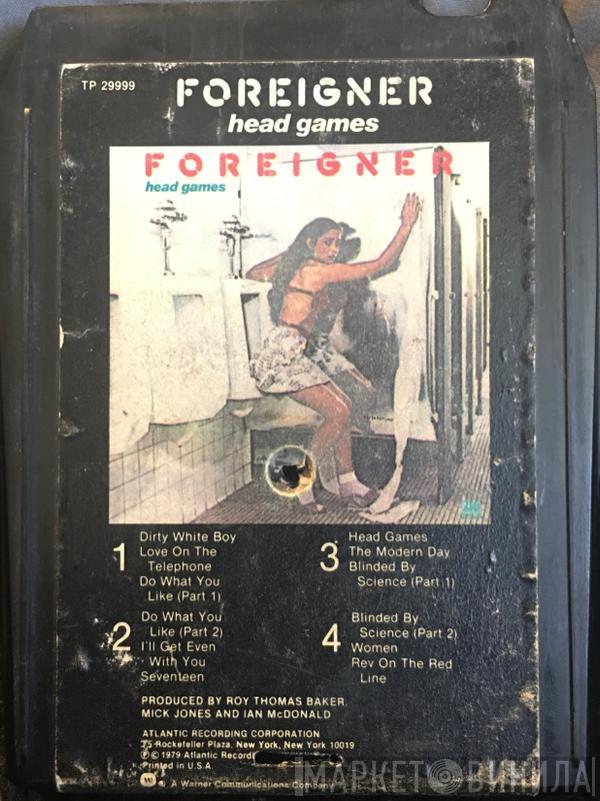 TP 29999
FOREIGNER
head games
FOREIGNER
head games
1
Dirty White Boy
Love On The
Telephone
Do What You
Like (Part 1)
2
Do What You
Like (Part 2)
I'll Get Even
With You
Seventeen
3
Head Games
The Modern Day
Blinded By
Science (Part 1)
4
Blinded By
Science (Part 2)
Women
Rev On The Red
Line
PRODUCED BY ROY THOMAS BAKER,
MICK JONES AND IAN McDONALD
ATLANTIC RECORDING CORPORATION
75 Rockefeller Plaza, New York, New York 10019
℗ © 1979 Atlantic Recordi
Printed in U.S.A.
A Warner Communications Company
МАРКЕТ ВИНИЛА